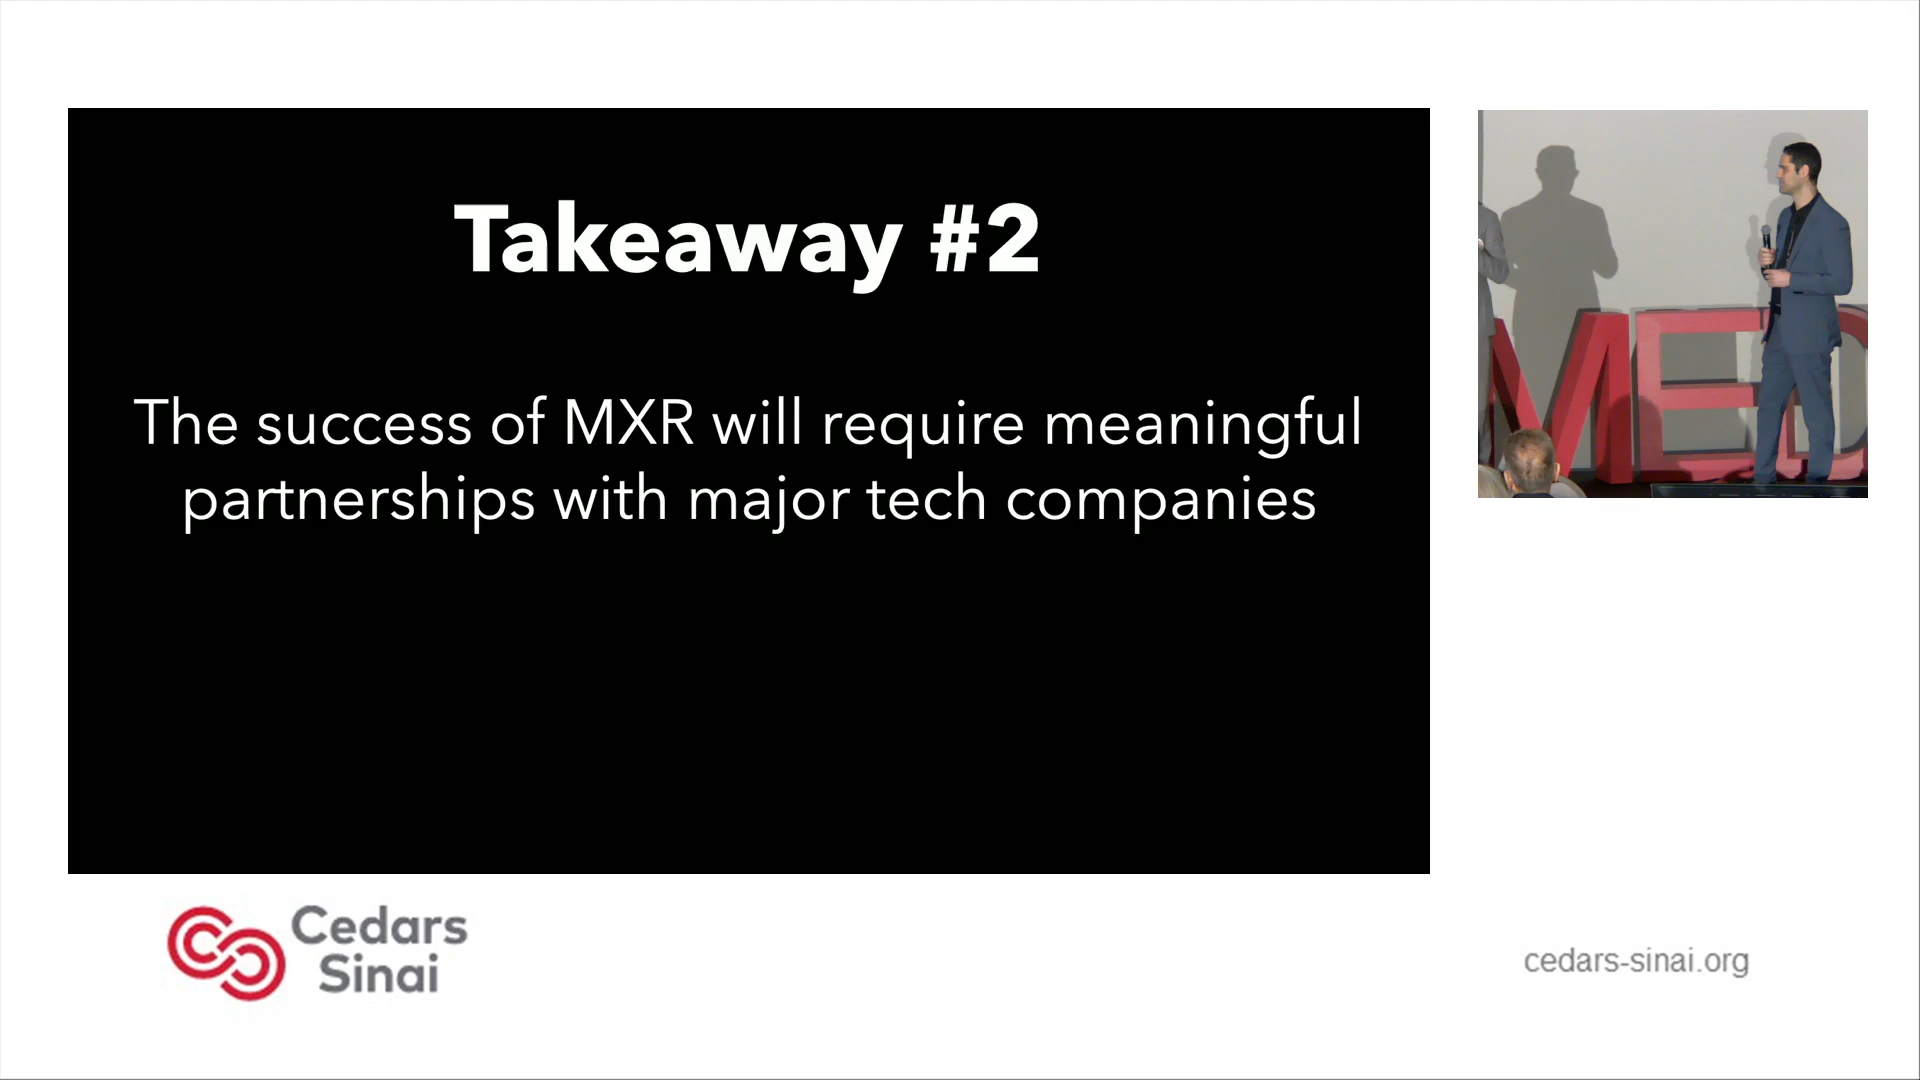 Takeaway #2
The success of MXR will require meaningful
partnerships with major tech companies
MED
Cedars
Sinai
cedars-sinai.org